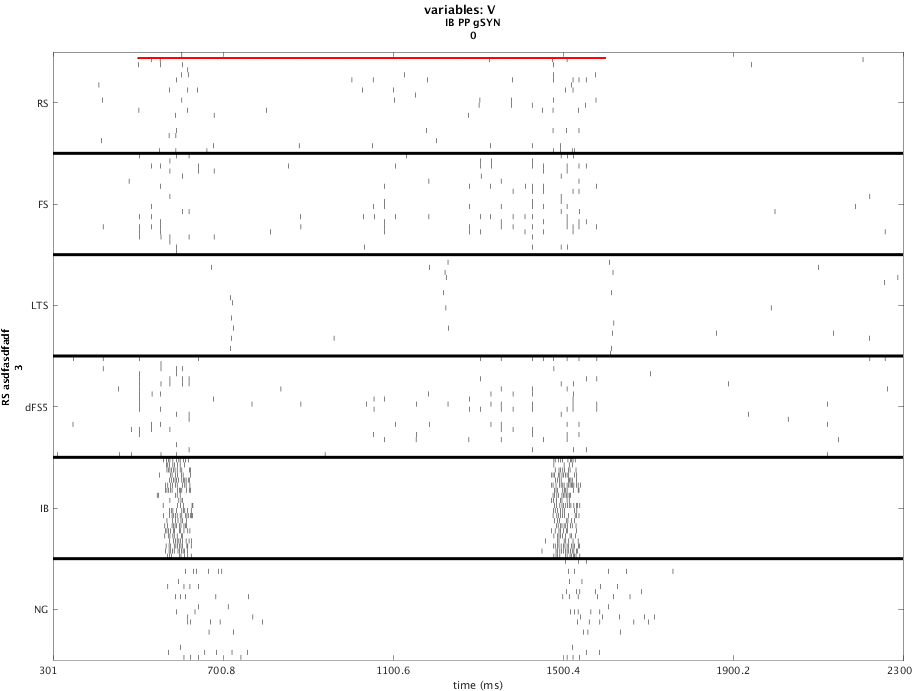 variables: V
IB PP gSYN
0
RS asdfasdfadf
3
RS
FS
LTS
dFS5
IB
NG
301
700.8
1100.6
1500.4
1900.2
2300
time (ms)